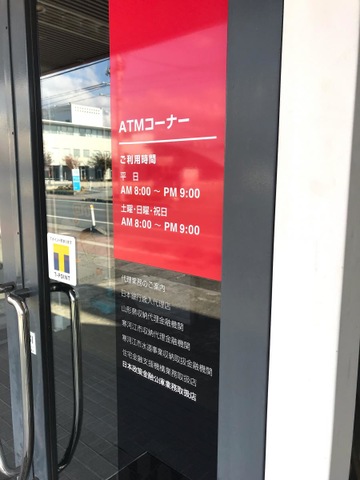 ATMコーナー
ご利用時間
平 日
AM 8:00 ～ PM 9:00
土曜・日曜・祝日
AM 8:00 ～ PM 9:00
T-POINT
代理業務のご案内
日本銀行歳入代理店
山形県収納代理金融機関
寒河江市収納代理金融機関
寒河江市水道事業収納取扱金融機関
住宅金融支援機構業務取扱店
日本政策金融公庫業務取扱店